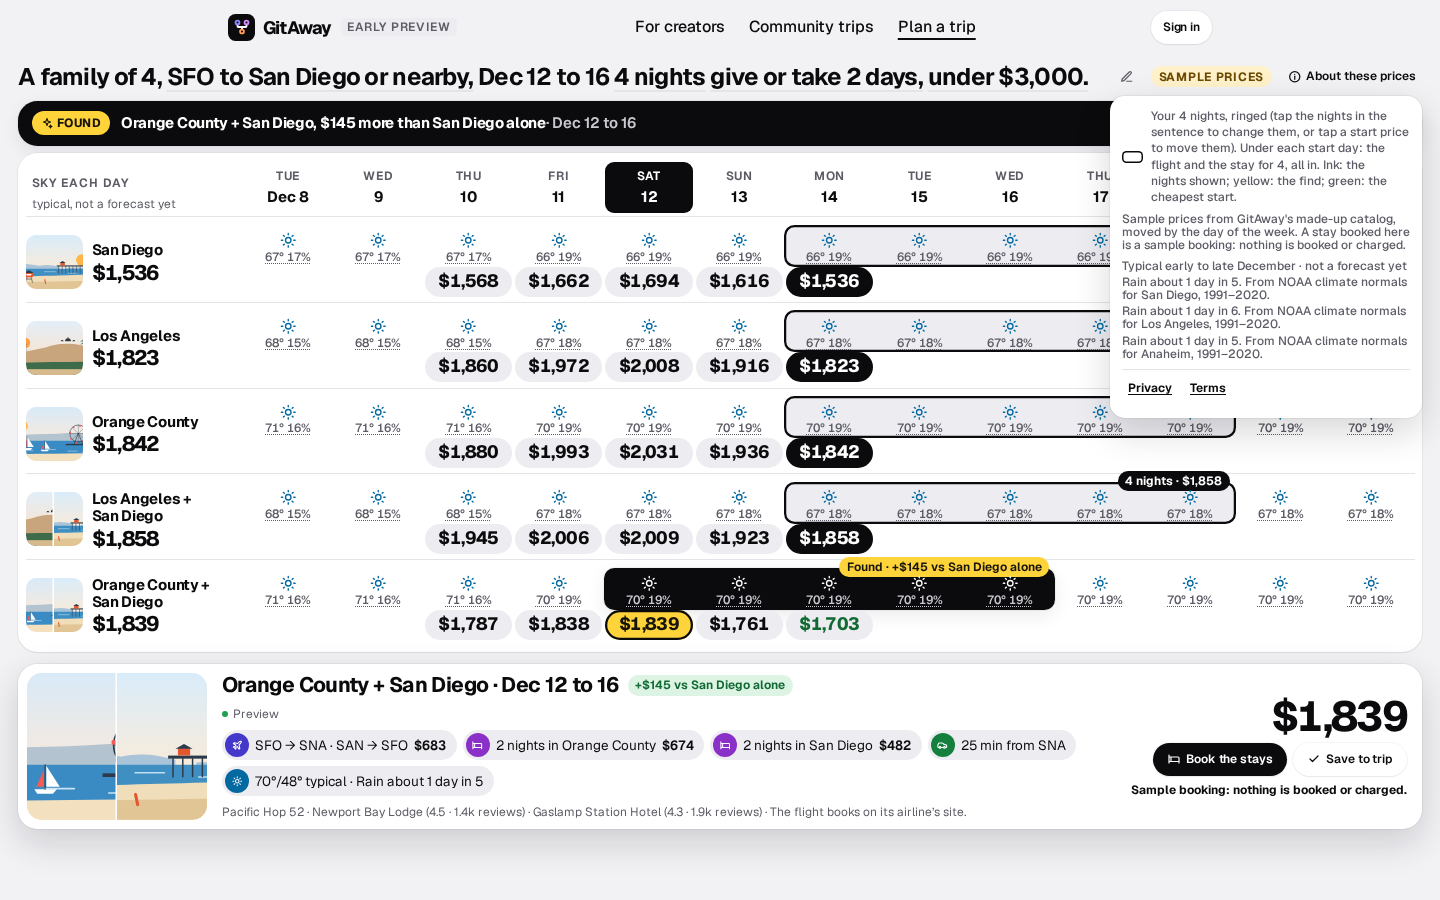 GitAway EARLY PREVIEW For creators Community trips Plan a trip Sign in
A family of 4, SFO to San Diego or nearby, Dec 12 to 16 4 nights give or take 2 days, under $3,000. SAMPLE PRICES About these prices
FOUND Orange County + San Diego, $145 more than San Diego alone · Dec 12 to 16
Your 4 nights, ringed (tap the nights in the
sentence to change them, or tap a start price
to move them). Under each start day: the
flight and the stay for 4, all in. Ink: the
nights shown; yellow: the find; green: the
cheapest start.
Sample prices from GitAway's made-up catalog,
moved by the day of the week. A stay booked here
is a sample booking: nothing is booked or charged.
Typical early to late December · not a forecast yet
Rain about 1 day in 5. From NOAA climate normals
for San Diego, 1991–2020.
Rain about 1 day in 6. From NOAA climate normals
for Los Angeles, 1991–2020.
Rain about 1 day in 5. From NOAA climate normals
for Anaheim, 1991–2020.
Privacy Terms
SKY EACH DAY
typical, not a forecast yet
TUE WED THU FRI SAT SUN MON TUE WED THU
Dec 8 9 10 11 12 13 14 15 16 17
San Diego
$1,536
67° 17% 67° 17% 67° 17% 66° 19% 66° 19% 66° 19% 66° 19% 66° 19% 66° 19% 66° 19%
$1,568 $1,662 $1,694 $1,616 $1,536
Los Angeles
$1,823
68° 15% 68° 15% 68° 15% 67° 18% 67° 18% 67° 18% 67° 18% 67° 18% 67° 18% 67° 18%
$1,860 $1,972 $2,008 $1,916 $1,823
Orange County
$1,842
71° 16% 71° 16% 71° 16% 70° 19% 70° 19% 70° 19% 70° 19% 70° 19% 70° 19% 70° 19% 70° 19% 70° 19% 70° 19%
$1,880 $1,993 $2,031 $1,936 $1,842
4 nights · $1,858
Los Angeles +
San Diego
$1,858
68° 15% 68° 15% 68° 15% 67° 18% 67° 18% 67° 18% 67° 18% 67° 18% 67° 18% 67° 18% 67° 18% 67° 18% 67° 18%
$1,945 $2,006 $2,009 $1,923 $1,858
Found · +$145 vs San Diego alone
Orange County +
San Diego
$1,839
71° 16% 71° 16% 71° 16% 70° 19% 70° 19% 70° 19% 70° 19% 70° 19% 70° 19% 70° 19% 70° 19% 70° 19% 70° 19%
$1,787 $1,838 $1,839 $1,761 $1,703
Orange County + San Diego · Dec 12 to 16 +$145 vs San Diego alone
Preview
SFO → SNA · SAN → SFO $683 2 nights in Orange County $674 2 nights in San Diego $482 25 min from SNA
70°/48° typical · Rain about 1 day in 5
Pacific Hop 52 · Newport Bay Lodge (4.5 · 1.4k reviews) · Gaslamp Station Hotel (4.3 · 1.9k reviews) · The flight books on its airline's site.
$1,839
Book the stays Save to trip
Sample booking: nothing is booked or charged.